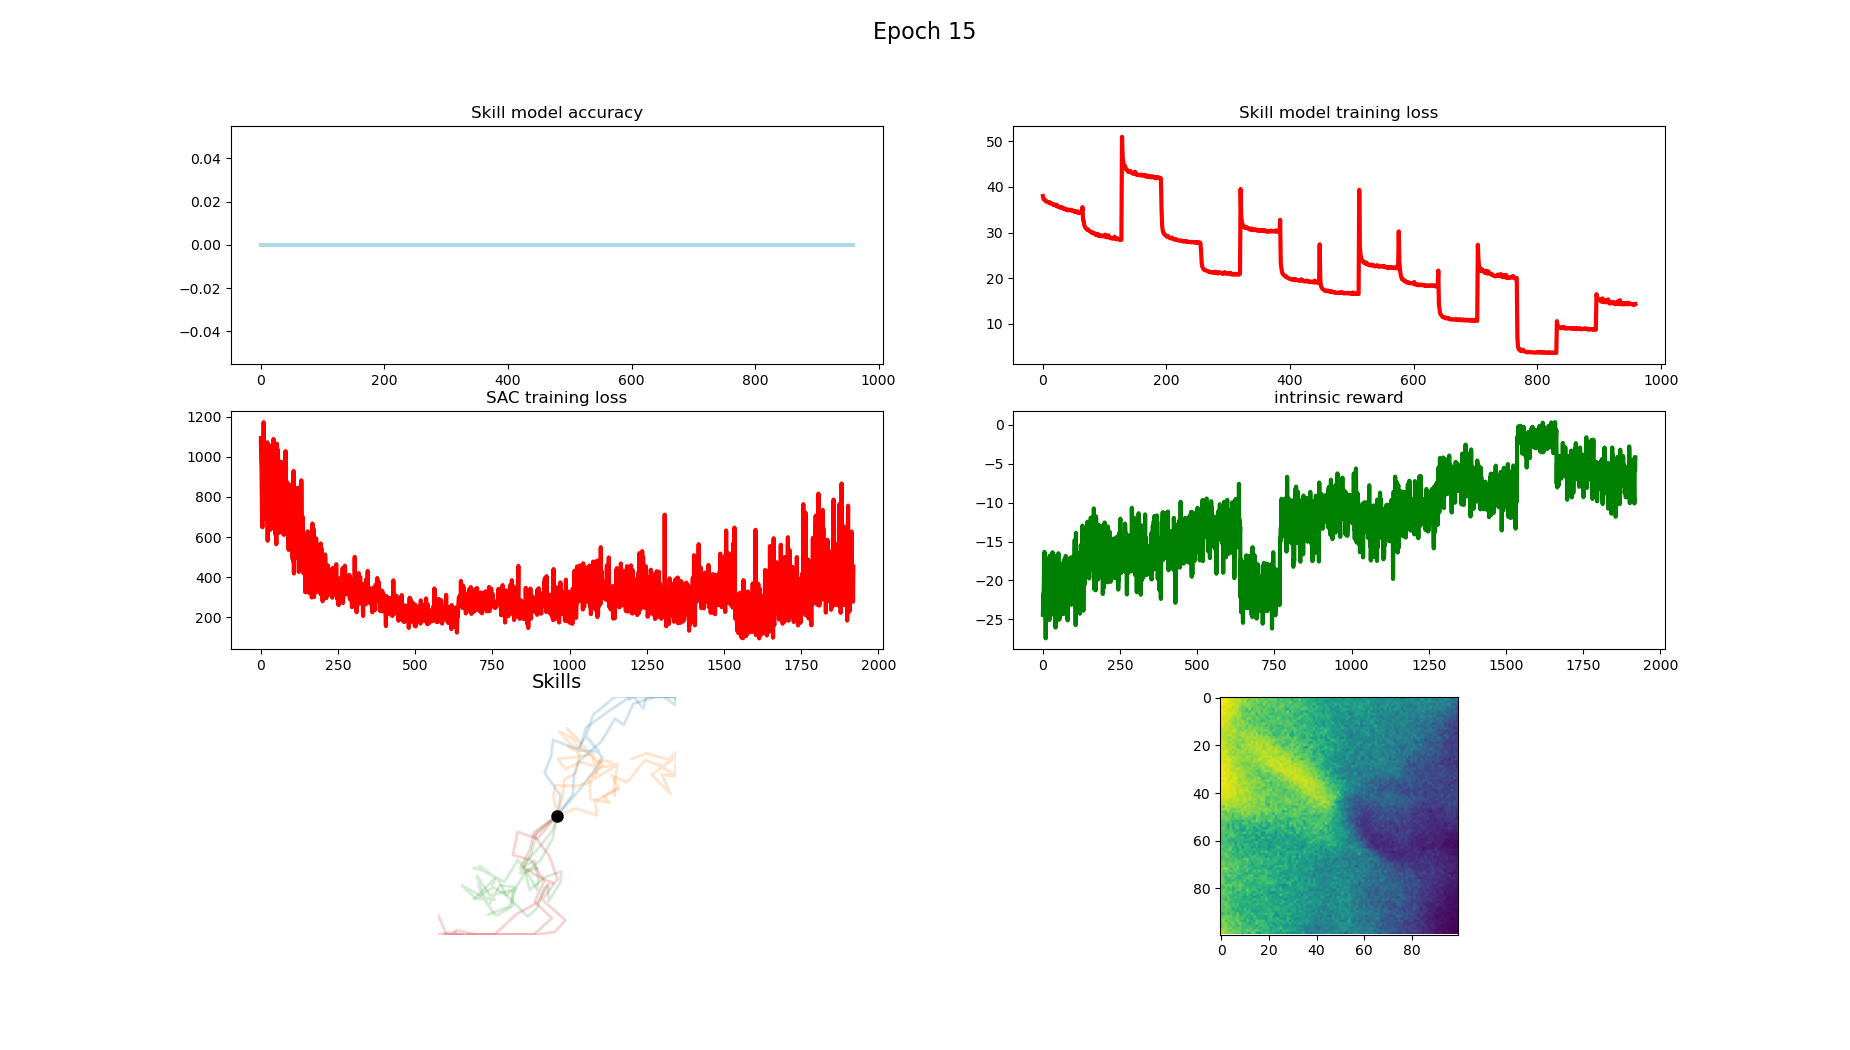 Epoch 15
Skill model accuracy
0.04
0.02
0.00
−0.02
−0.04
0 200 400 600 800 1000
Skill model training loss
50
40
30
20
10
0 200 400 600 800 1000
SAC training loss
1200
1000
800
600
400
200
0 250 500 750 1000 1250 1500 1750 2000
intrinsic reward
0
−5
−10
−15
−20
−25
0 250 500 750 1000 1250 1500 1750 2000
Skills
0
20
40
60
80
0 20 40 60 80